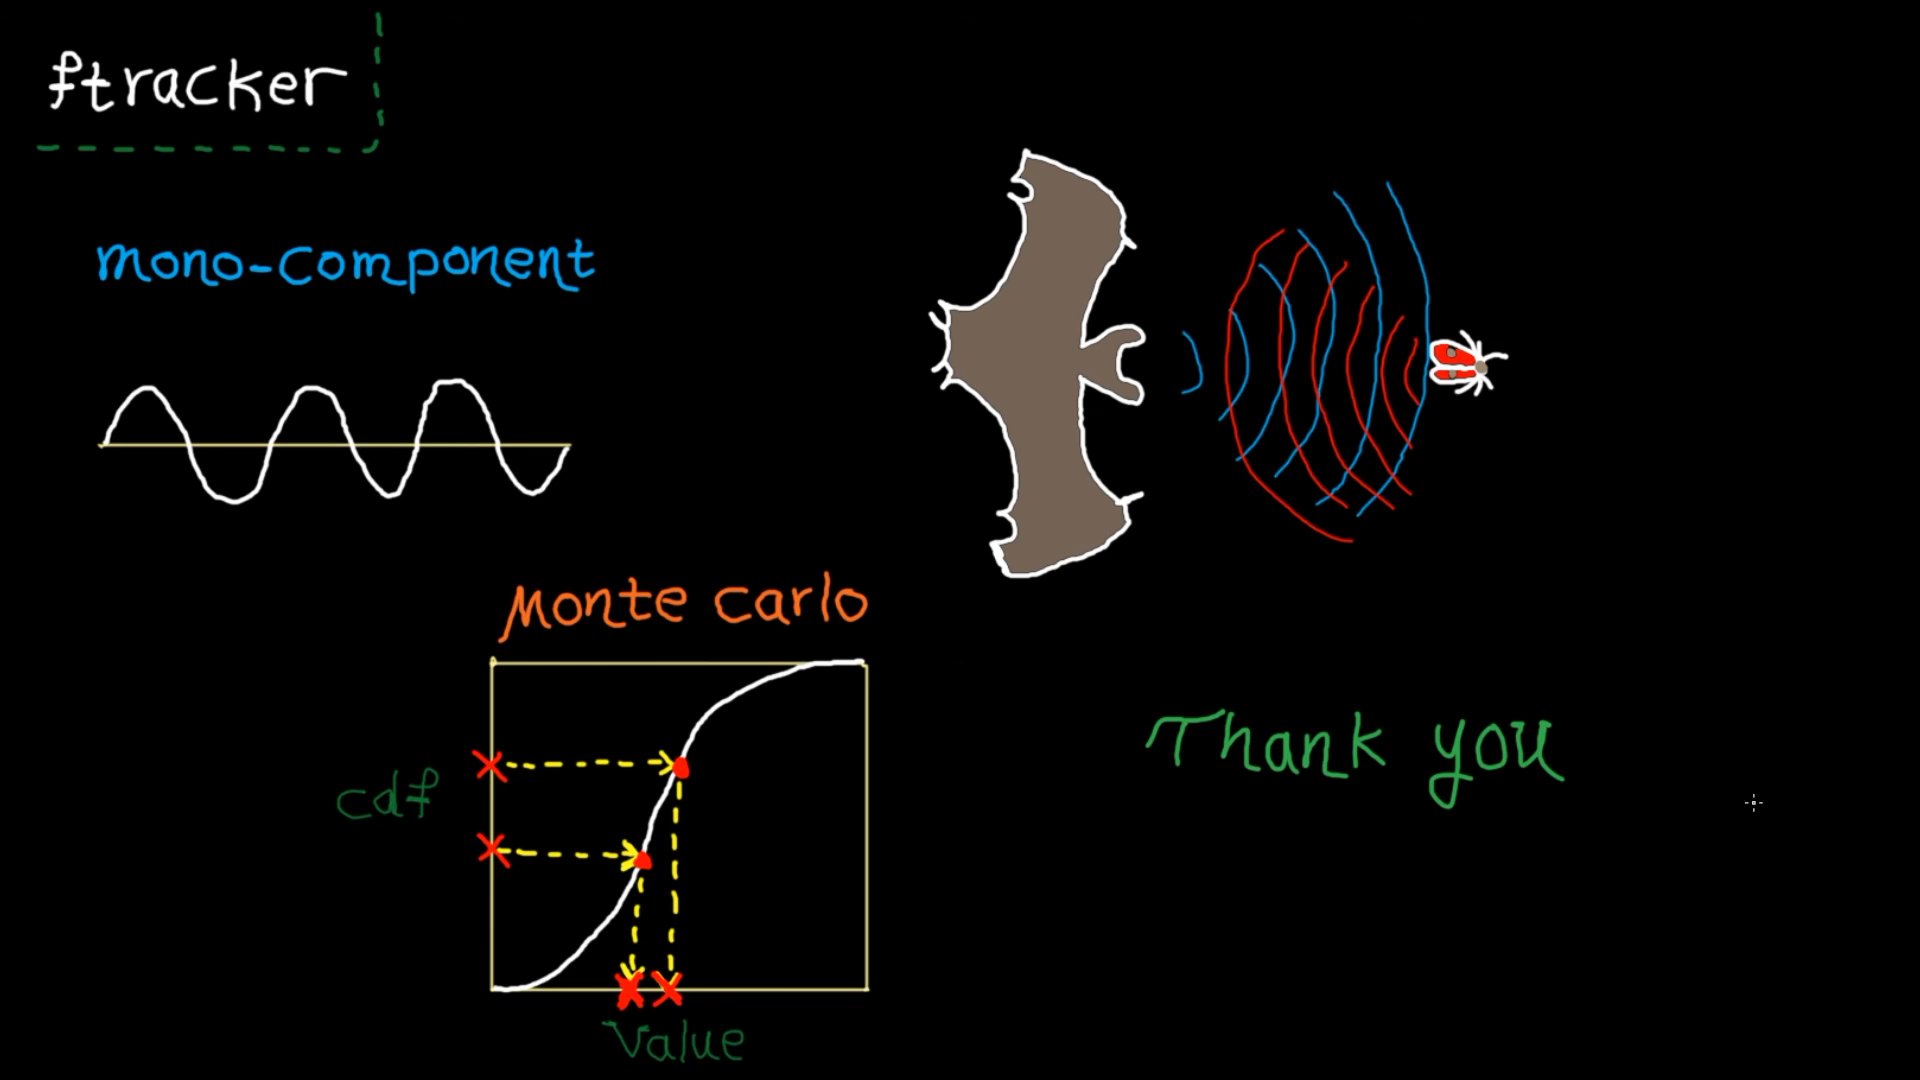 ftracker
mono-component
Monte carlo
cdf
Value
Thank you